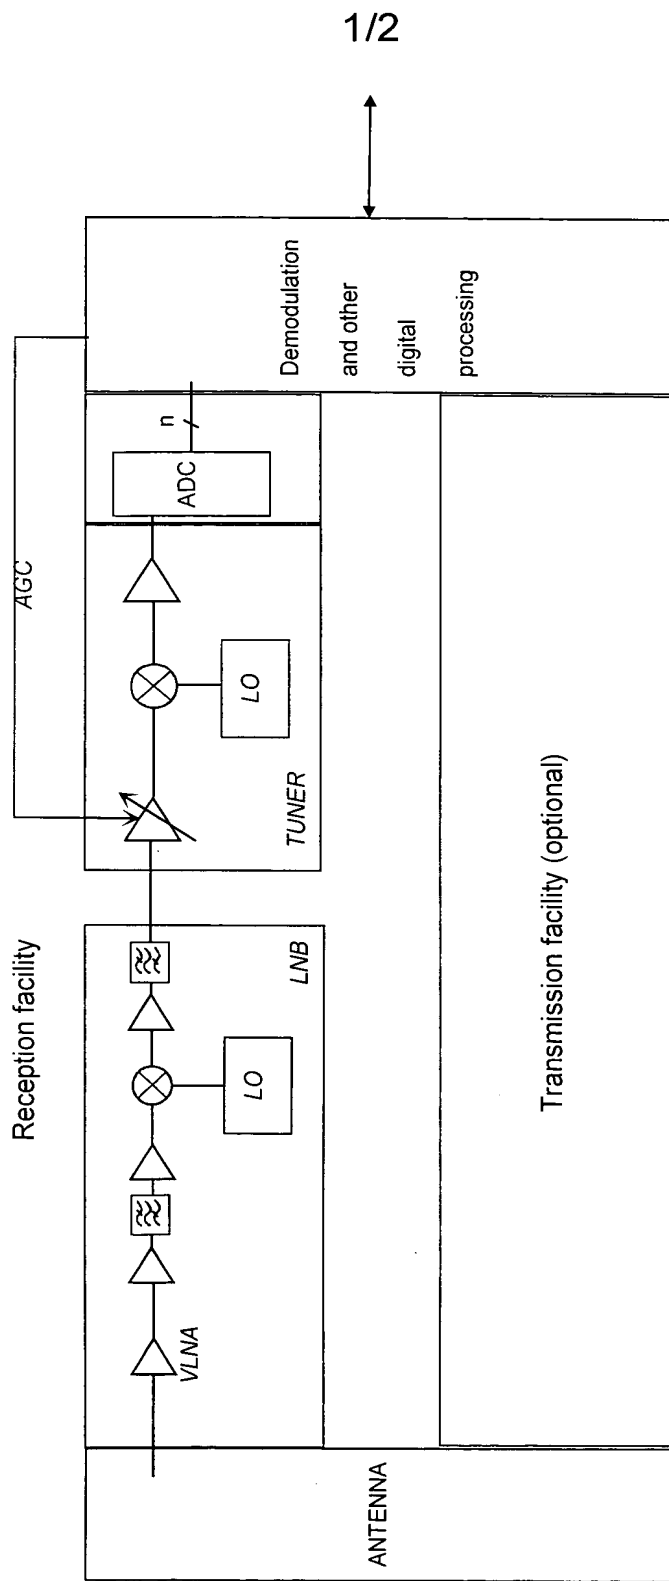 1/2
Reception facility
AGC
ANTENNA
VLNA
LO
LNB
LO
TUNER
ADC
n
Demodulation
and other
digital
processing
Transmission facility (optional)